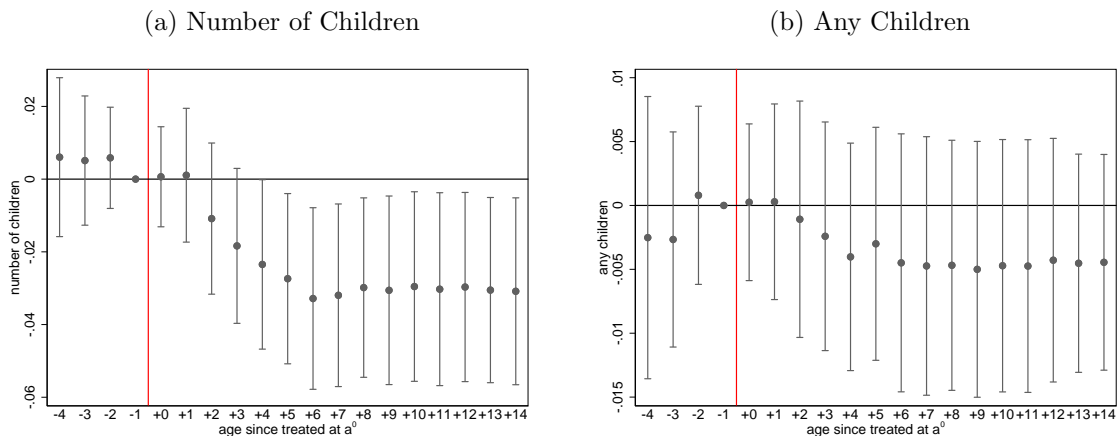 (a) Number of Children
number of children
.02
0
-.02
-.04
-.06
-4 -3 -2 -1 +0 +1 +2 +3 +4 +5 +6 +7 +8 +9 +10 +11 +12 +13 +14
age since treated at a⁰
(b) Any Children
any children
.01
.005
0
-.005
-.01
-.015
-4 -3 -2 -1 +0 +1 +2 +3 +4 +5 +6 +7 +8 +9 +10 +11 +12 +13 +14
age since treated at a⁰